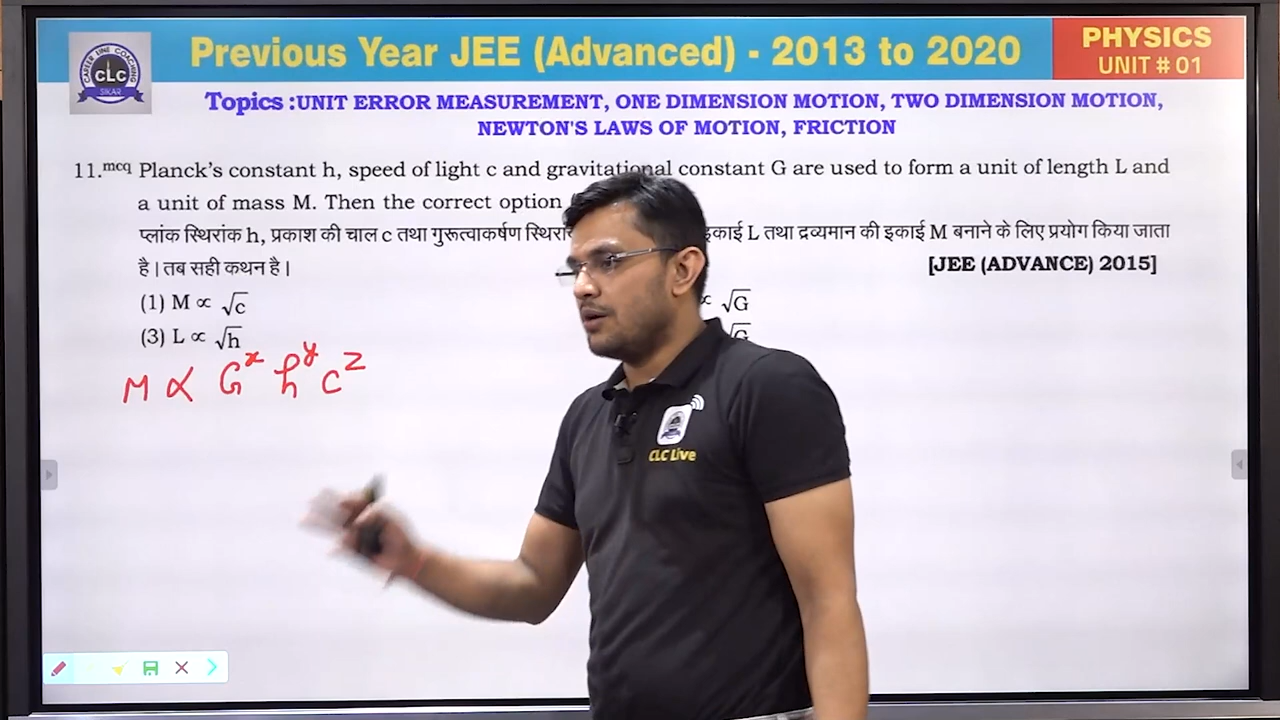 Previous Year JEE (Advanced) - 2013 to 2020
PHYSICS
UNIT # 01
CAREER LINE COACHING
CLC
SIKAR
Topics :UNIT ERROR MEASUREMENT, ONE DIMENSION MOTION, TWO DIMENSION MOTION,
NEWTON'S LAWS OF MOTION, FRICTION
11.mcq Planck's constant h, speed of light c and gravitational constant G are used to form a unit of length L and
a unit of mass M. Then the correct option
प्लांक स्थिरांक h, प्रकाश की चाल c तथा गुरूत्वाकर्षण इकाई L तथा द्रव्यमान की इकाई M बनाने के लिए प्रयोग किया जाता
है। तब सही कथन है। [JEE (ADVANCE) 2015]
(1) M ∝ √c ∝ √G
(3) L ∝ √h √G
M ∝ G^x h^y c^z
CLC Live